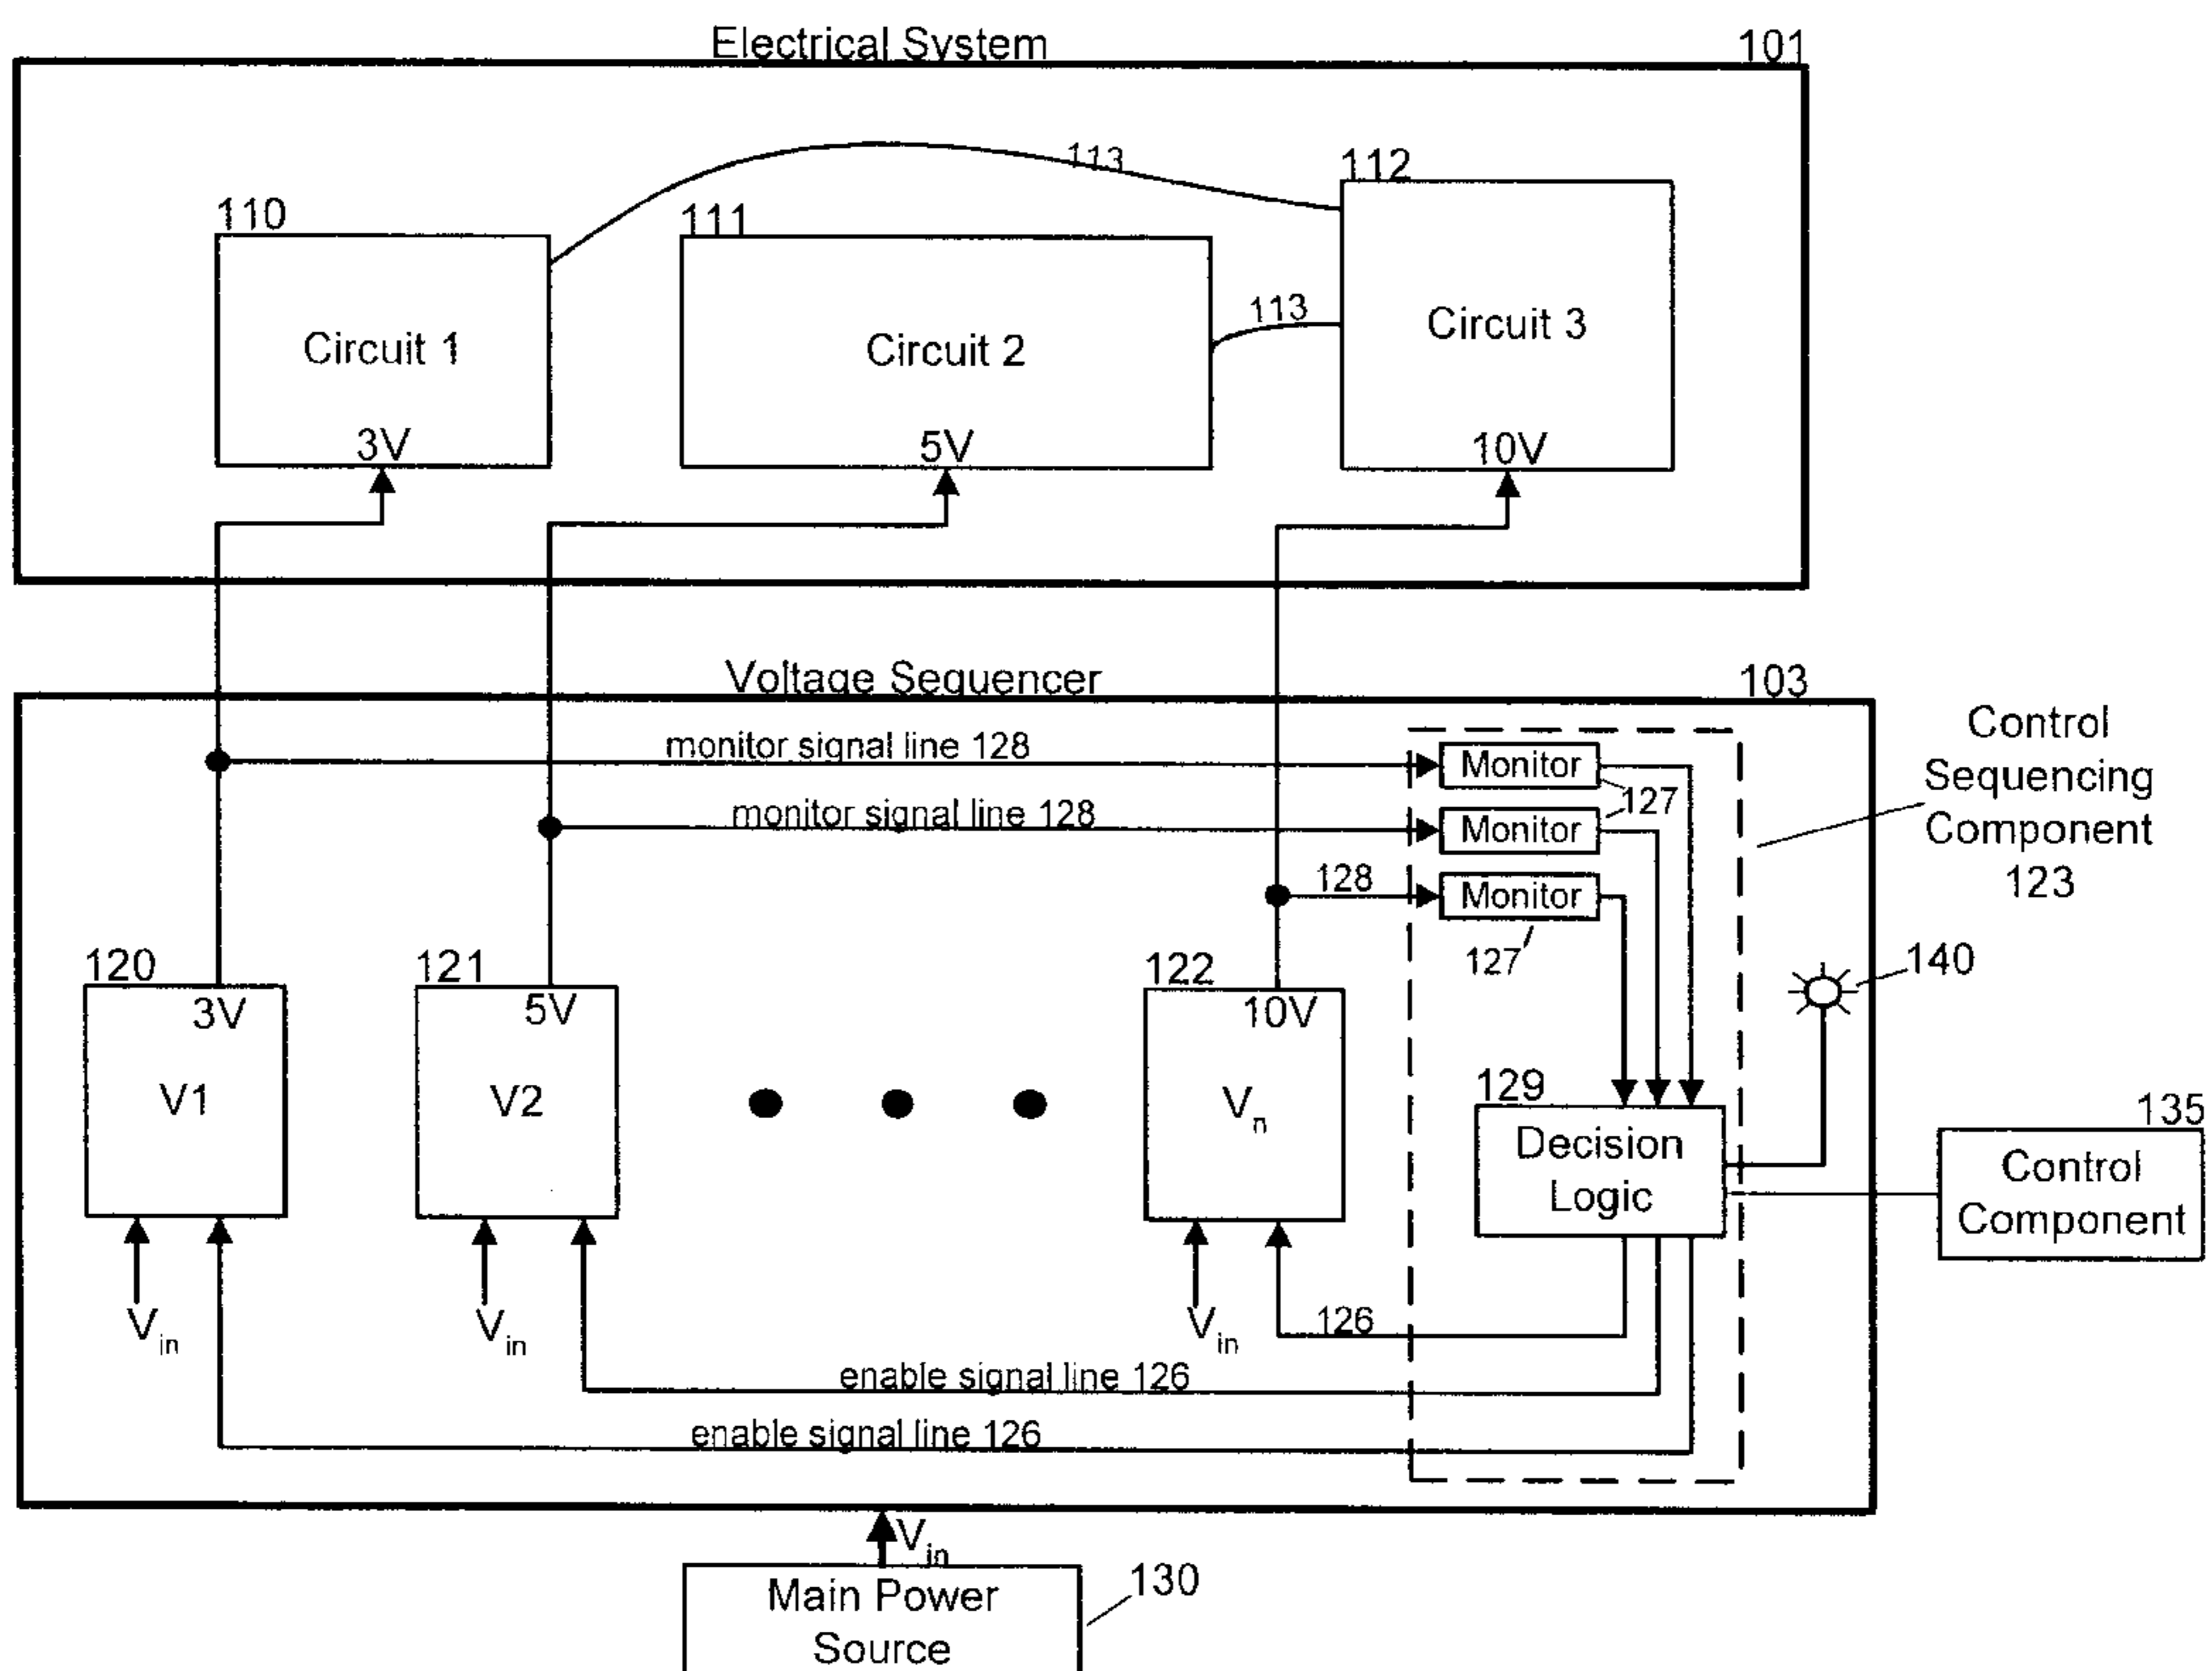 Electrical System
101
113
112
110
111
113
Circuit 1
Circuit 2
Circuit 3
3V
5V
10V
Voltage Sequencer
103
Control
Sequencing
Component
123
monitor signal line 128
Monitor
127
monitor signal line 128
Monitor
128
Monitor
127
120
121
122
140
3V
5V
10V
V1
V2
Vn
129
Decision
Logic
135
Control
Component
Vin
Vin
Vin
126
enable signal line 126
enable signal line 126
Vin
Main Power
Source
130